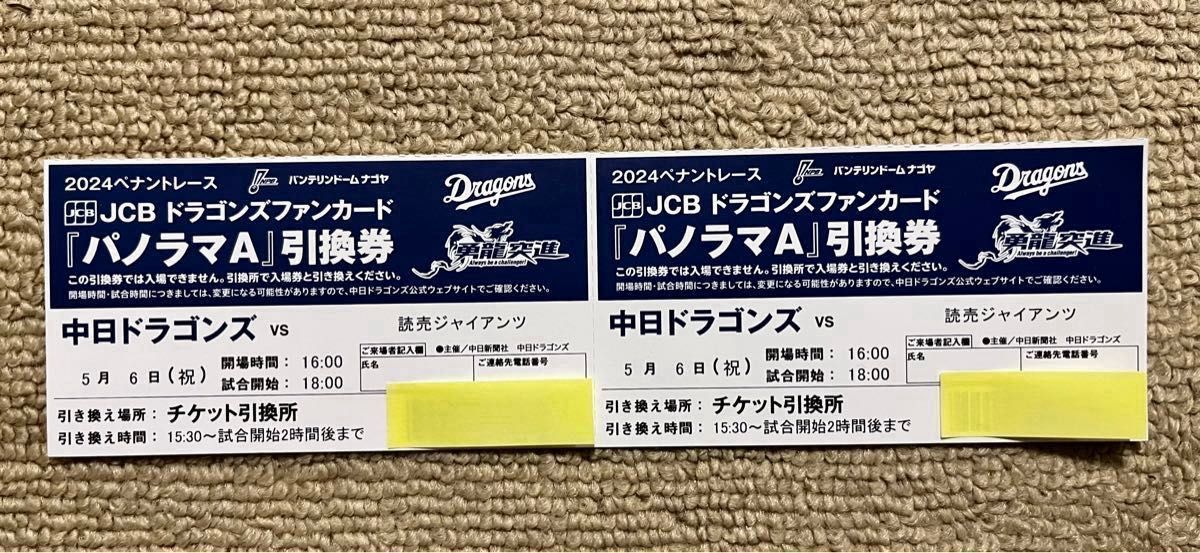 2024ペナントレース バンテリンドーム ナゴヤ
Dragons
JCB JCB ドラゴンズファンカード
『パノラマA』引換券
勇龍突進
Always be a challenger!
この引換券では入場できません。引換所で入場券と引き換えください。
開場時間・試合時間につきましては、変更になる可能性がありますので、中日ドラゴンズ公式ウェブサイトでご確認ください。
中日ドラゴンズ vs 読売ジャイアンツ
ご来場者記入欄 ●主催/中日新聞社 中日ドラゴンズ
氏名 ご連絡先電話番号
5月 6日(祝) 開場時間: 16:00
試合開始: 18:00
引き換え場所: チケット引換所
引き換え時間: 15:30〜試合開始2時間後まで
2024ペナントレース バンテリンドーム ナゴヤ
Dragons
JCB JCB ドラゴンズファンカード
『パノラマA』引換券
勇龍突進
Always be a challenger!
この引換券では入場できません。引換所で入場券と引き換えください。
開場時間・試合時間につきましては、変更になる可能性がありますので、中日ドラゴンズ公式ウェブサイトでご確認ください。
中日ドラゴンズ vs 読売ジャイアンツ
ご来場者記入欄 ●主催/中日新聞社 中日ドラゴンズ
氏名 ご連絡先電話番号
5月 6日(祝) 開場時間: 16:00
試合開始: 18:00
引き換え場所: チケット引換所
引き換え時間: 15:30〜試合開始2時間後まで